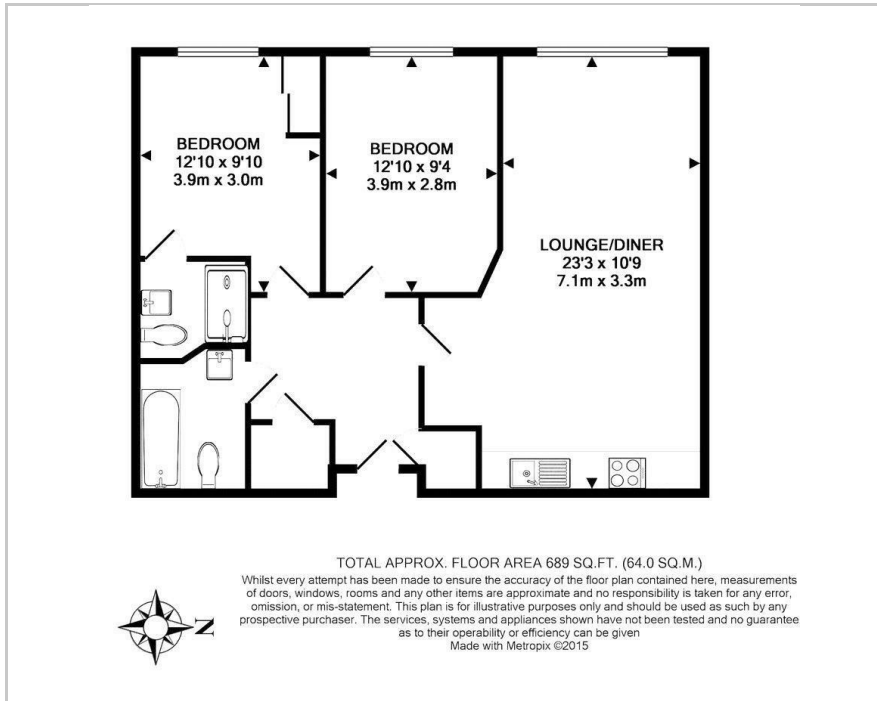 BEDROOM
12'10 x 9'10
3.9m x 3.0m
BEDROOM
12'10 x 9'4
3.9m x 2.8m
LOUNGE/DINER
23'3 x 10'9
7.1m x 3.3m
TOTAL APPROX. FLOOR AREA 689 SQ.FT. (64.0 SQ.M.)
Whilst every attempt has been made to ensure the accuracy of the floor plan contained here, measurements
of doors, windows, rooms and any other items are approximate and no responsibility is taken for any error,
omission, or mis-statement. This plan is for illustrative purposes only and should be used as such by any
prospective purchaser. The services, systems and appliances shown have not been tested and no guarantee
as to their operability or efficiency can be given
Made with Metropix ©2015
N